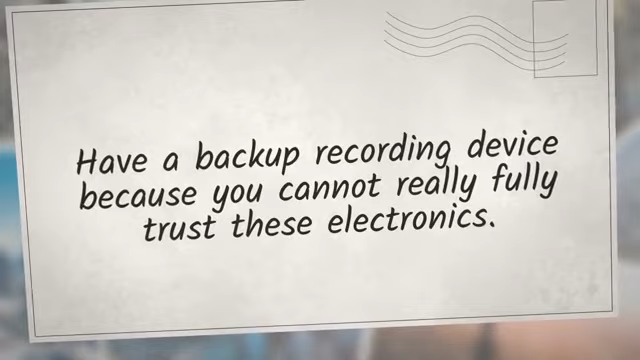 Have a backup recording device
because you cannot really fully
trust these electronics.